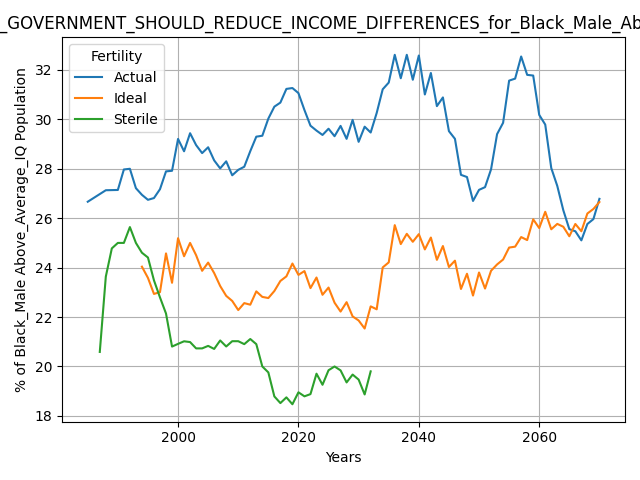 _GOVERNMENT_SHOULD_REDUCE_INCOME_DIFFERENCES_for_Black_Male_Ab
% of Black_Male Above_Average_IQ Population
32
30
28
26
24
22
20
18
Fertility
Actual
Ideal
Sterile
2000
2020
2040
2060
Years